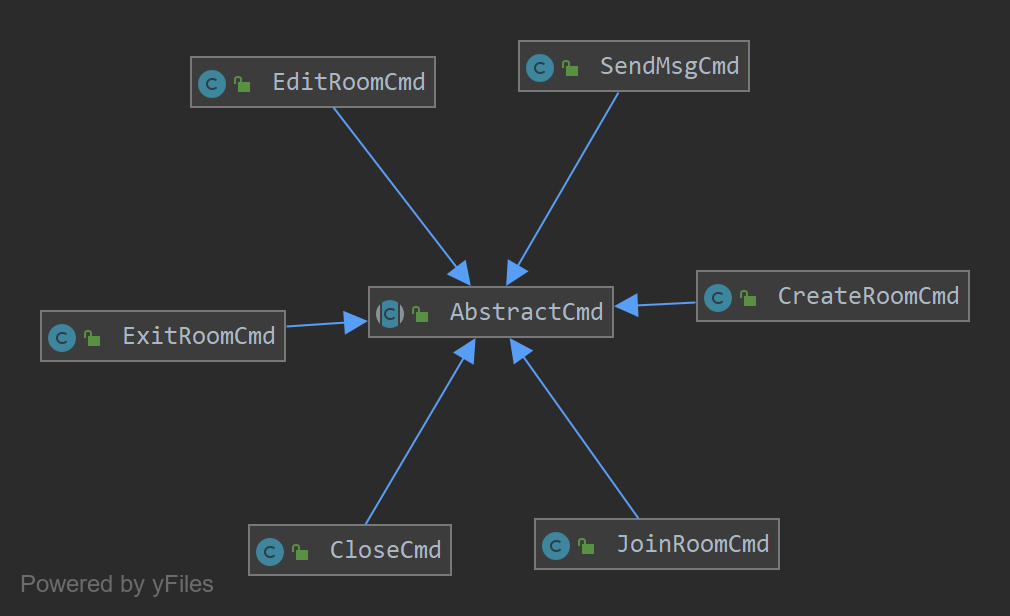 SendMsgCmd
EditRoomCmd
CreateRoomCmd
AbstractCmd
ExitRoomCmd
JoinRoomCmd
CloseCmd
Powered by yFiles